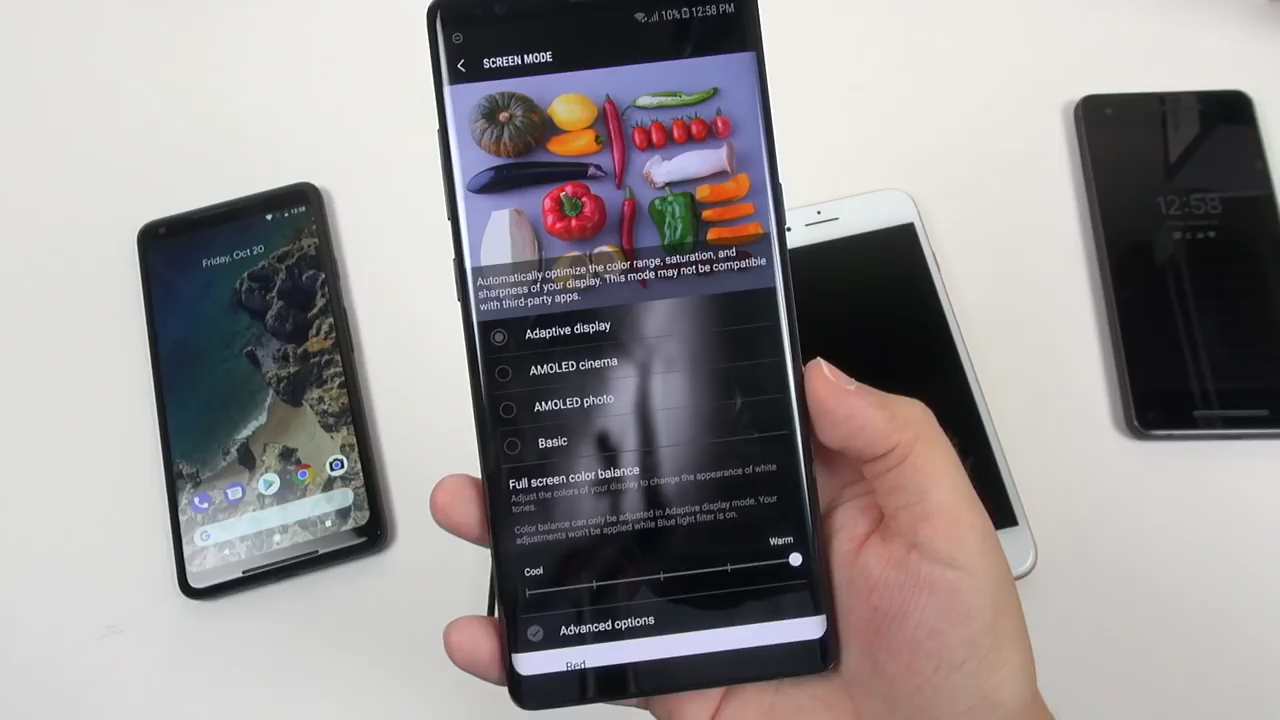 10% 12:58 PM
SCREEN MODE
Automatically optimize the color range, saturation, and
sharpness of your display. This mode may not be compatible
with third-party apps.
Adaptive display
AMOLED cinema
AMOLED photo
Basic
Full screen color balance
Adjust the colors of your display to change the appearance of white
tones.
Color balance can only be adjusted in Adaptive display mode. Your
adjustments won't be applied while Blue light filter is on.
Warm
Cool
Advanced options
Red
12:58
Friday, Oct 20
G
12:58